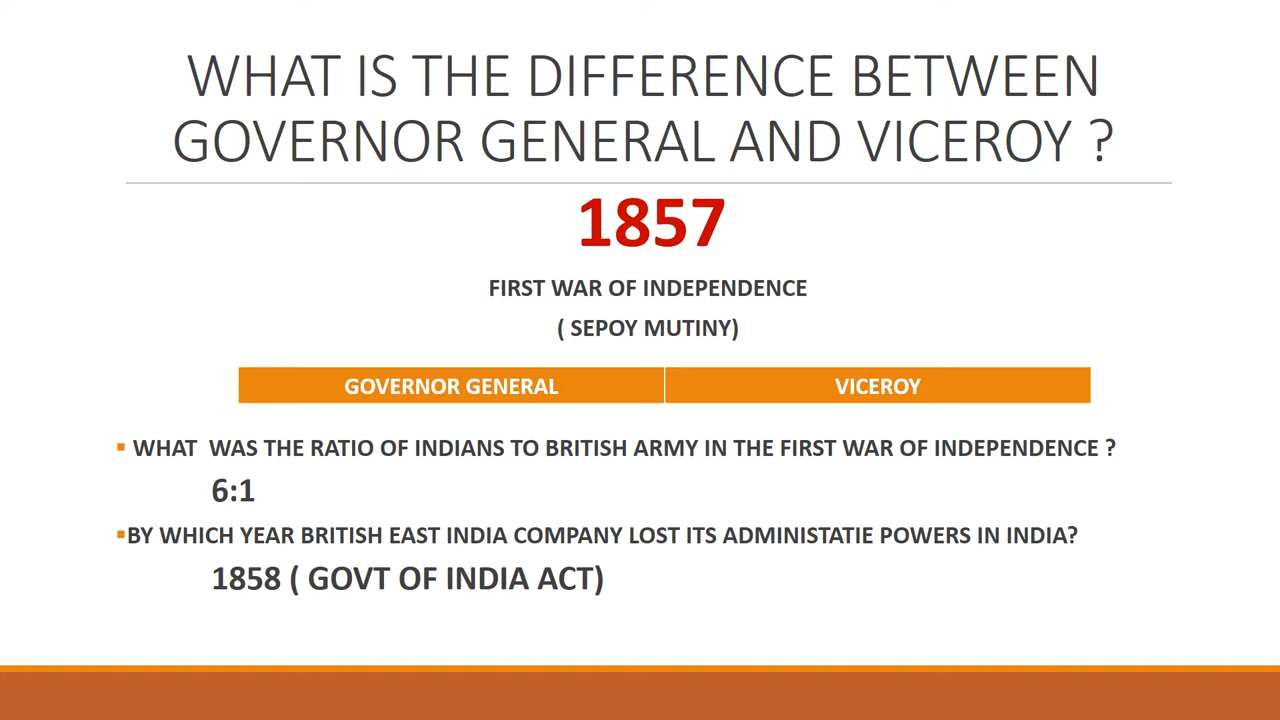 WHAT IS THE DIFFERENCE BETWEEN
GOVERNOR GENERAL AND VICEROY ?
1857
FIRST WAR OF INDEPENDENCE
( SEPOY MUTINY)
GOVERNOR GENERAL VICEROY
▪ WHAT WAS THE RATIO OF INDIANS TO BRITISH ARMY IN THE FIRST WAR OF INDEPENDENCE ?
6:1
▪BY WHICH YEAR BRITISH EAST INDIA COMPANY LOST ITS ADMINISTATIE POWERS IN INDIA?
1858 ( GOVT OF INDIA ACT)